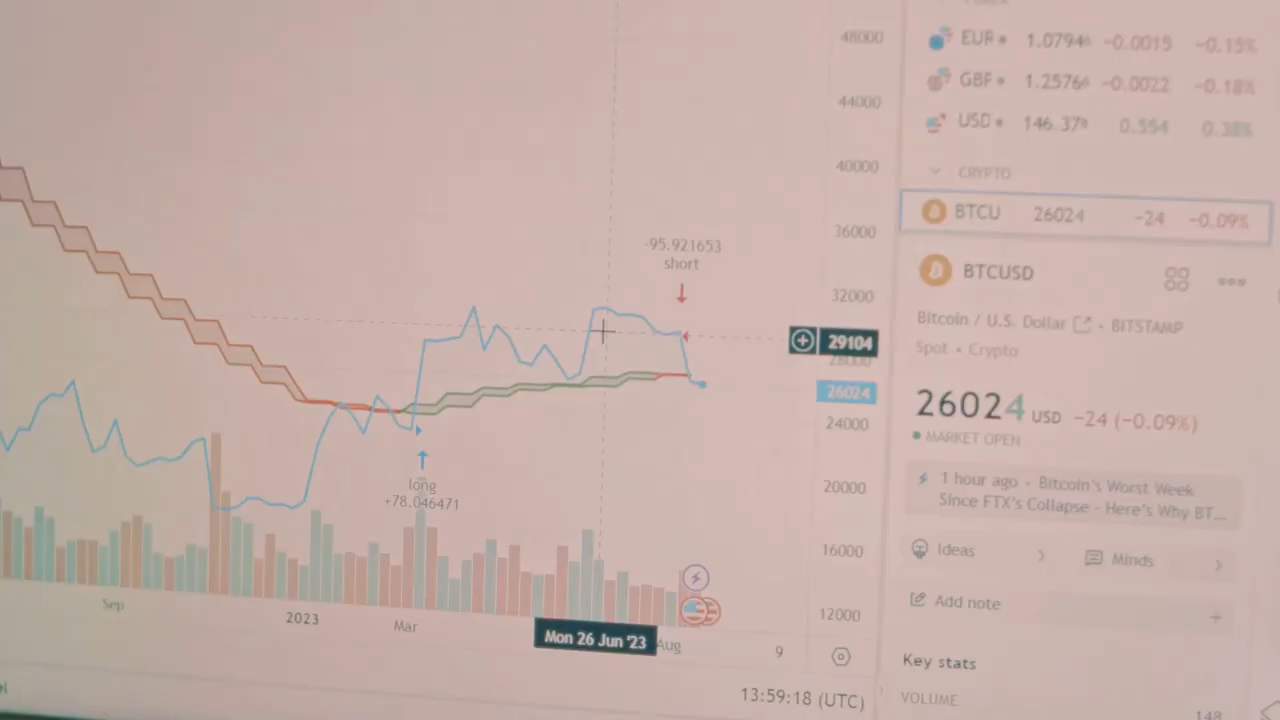 48000
44000
40000
36000
32000
28000
24000
20000
16000
12000
29104
26024
-95.921653
short
long
+78.046471
Sep
2023
Mar
Mon 26 Jun '23
Aug
9
13:59:18 (UTC)
EUR 1.0794 -0.0015 -0.15%
GBP 1.2576 -0.0022 -0.18%
USD 146.37 0.554 0.38%
CRYPTO
BTCU 26024 -24 -0.09%
BTCUSD
Bitcoin / U.S. Dollar - BITSTAMP
Spot • Crypto
26024 USD -24 (-0.09%)
MARKET OPEN
1 hour ago - Bitcoin's Worst Week
Since FTX's Collapse - Here's Why BT...
Ideas
Minds
Add note
Key stats
VOLUME